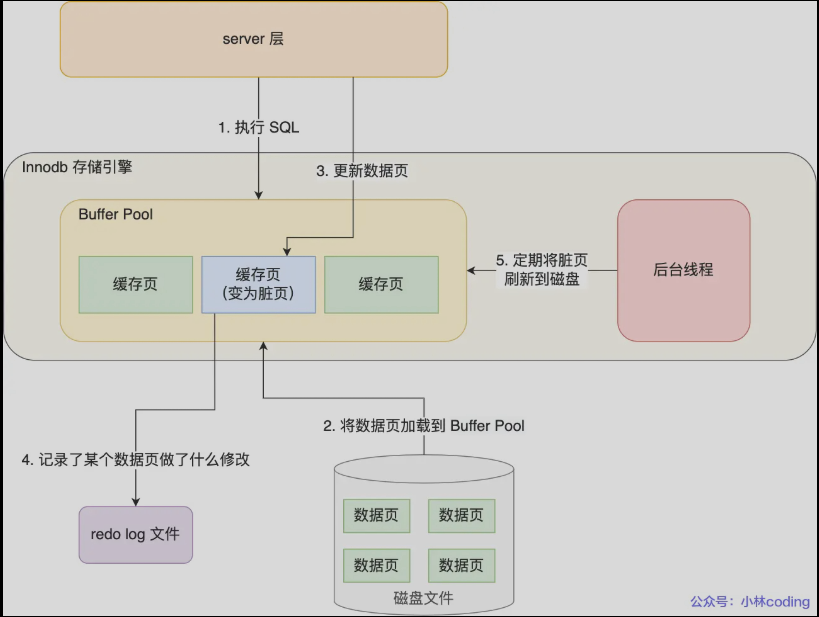 server 层
1. 执行 SQL
Innodb 存储引擎
3. 更新数据页
Buffer Pool
缓存页
缓存页
(变为脏页)
缓存页
5. 定期将脏页
刷新到磁盘
后台线程
2. 将数据页加载到 Buffer Pool
4. 记录了某个数据页做了什么修改
redo log 文件
数据页
数据页
数据页
数据页
磁盘文件
公众号：小林coding